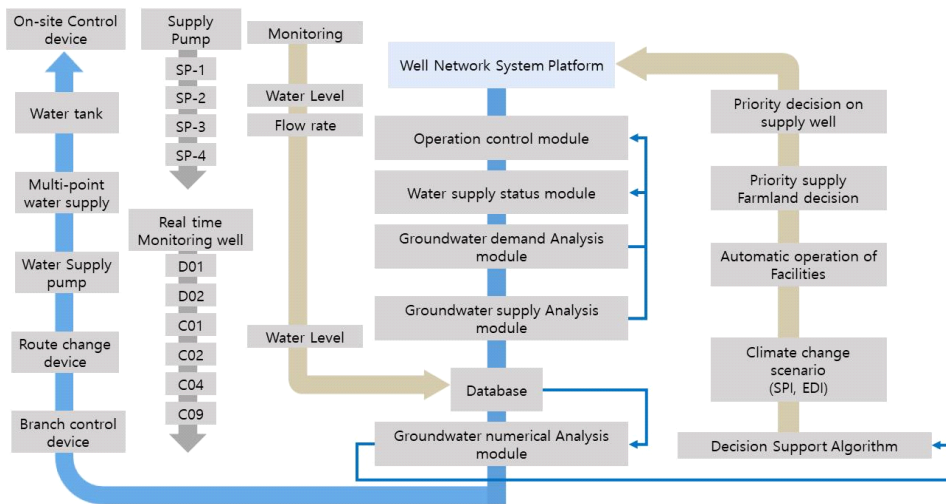 On-site Control
device
Water tank
Multi-point
water supply
Water Supply
pump
Route change
device
Branch control
device
Supply
Pump
SP-1
SP-2
SP-3
SP-4
Real time
Monitoring well
D01
D02
C01
C02
C04
C09
Monitoring
Water Level
Flow rate
Water Level
Well Network System Platform
Operation control module
Water supply status module
Groundwater demand Analysis
module
Groundwater supply Analysis
module
Database
Groundwater numerical Analysis
module
Priority decision on
supply well
Priority supply
Farmland decision
Automatic operation of
Facilities
Climate change
scenario
(SPI, EDI)
Decision Support Algorithm